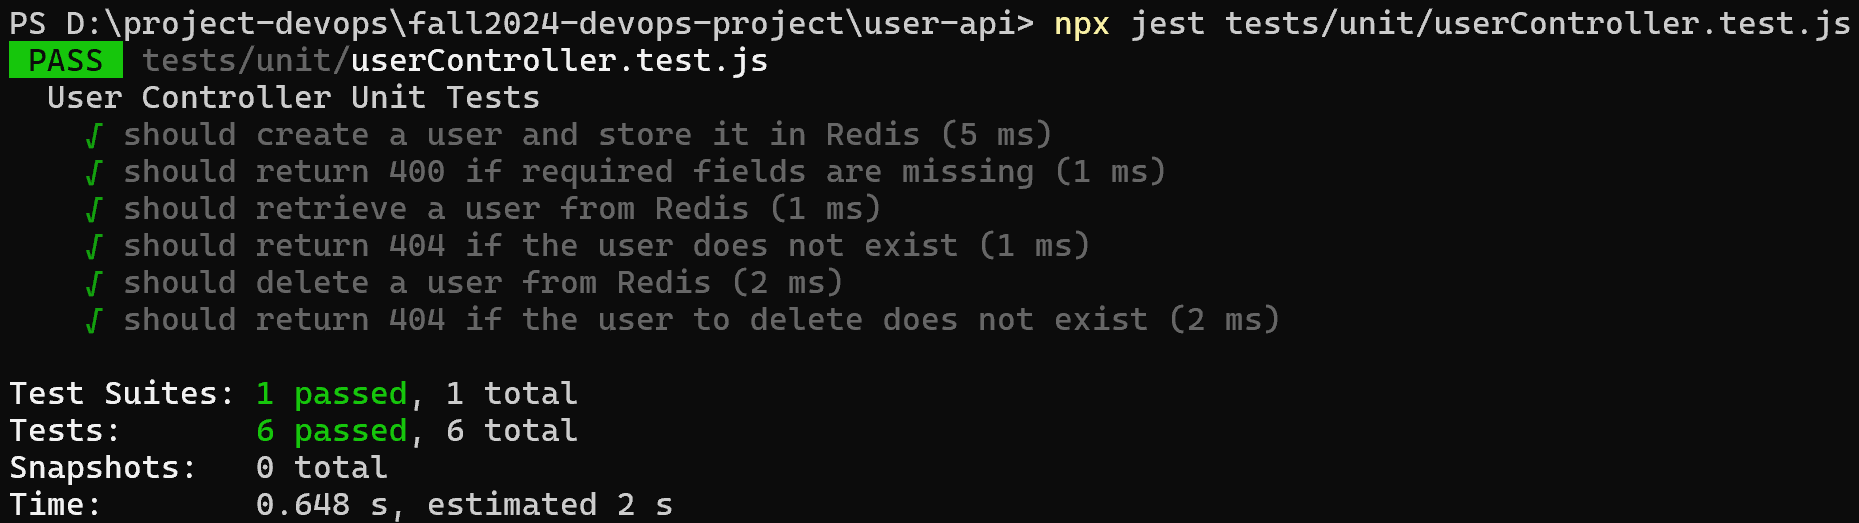 PS D:\project-devops\fall2024-devops-project\user-api> npx jest tests/unit/userController.test.js
PASS tests/unit/userController.test.js
User Controller Unit Tests
√ should create a user and store it in Redis (5 ms)
√ should return 400 if required fields are missing (1 ms)
√ should retrieve a user from Redis (1 ms)
√ should return 404 if the user does not exist (1 ms)
√ should delete a user from Redis (2 ms)
√ should return 404 if the user to delete does not exist (2 ms)
Test Suites: 1 passed, 1 total
Tests: 6 passed, 6 total
Snapshots: 0 total
Time: 0.648 s, estimated 2 s